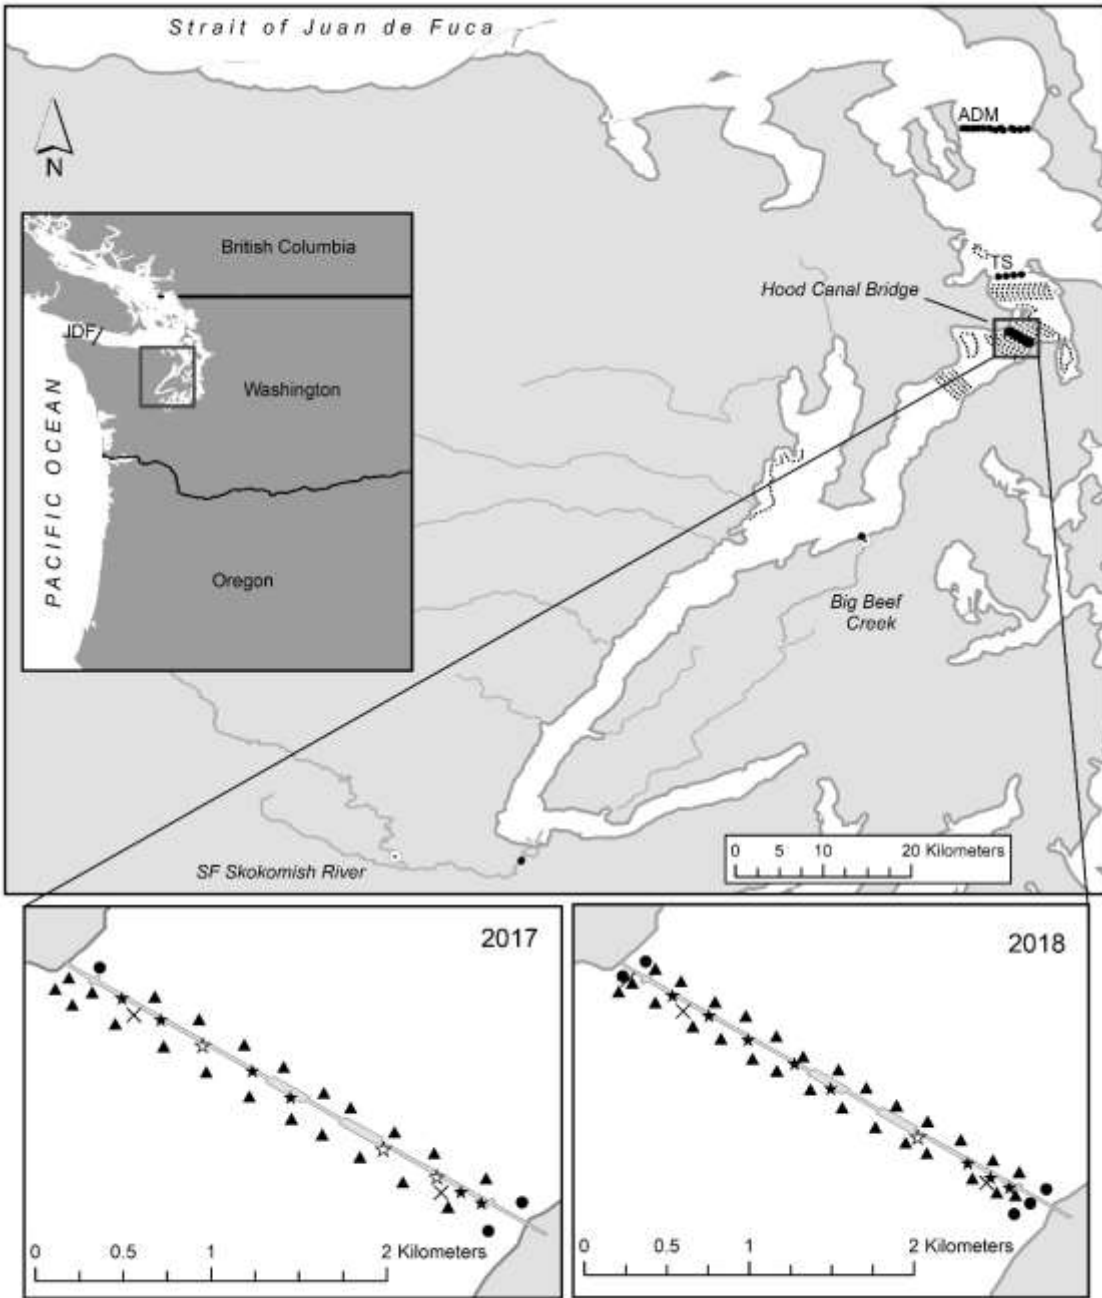 Strait of Juan de Fuca
ADM
N
British Columbia
TS
Hood Canal Bridge
JDF
Washington
PACIFIC OCEAN
Oregon
Big Beef
Creek
SF Skokomish River
0 5 10 20 Kilometers
2017
2018
0 0.5 1 2 Kilometers
0 0.5 1 2 Kilometers